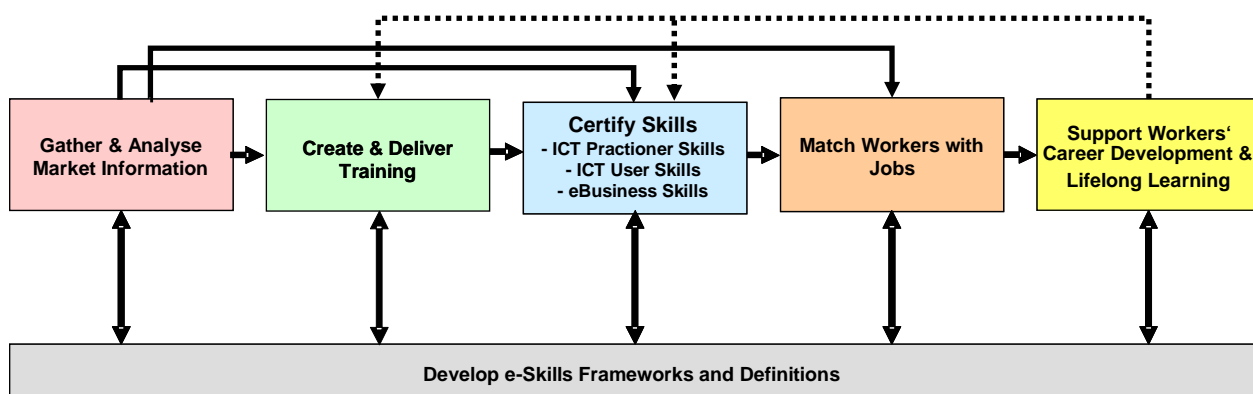 Gather & Analyse
Market Information
Create & Deliver
Training
Certify Skills
- ICT Practioner Skills
- ICT User Skills
- eBusiness Skills
Match Workers with
Jobs
Support Workers‘
Career Development &
Lifelong Learning
Develop e-Skills Frameworks and Definitions